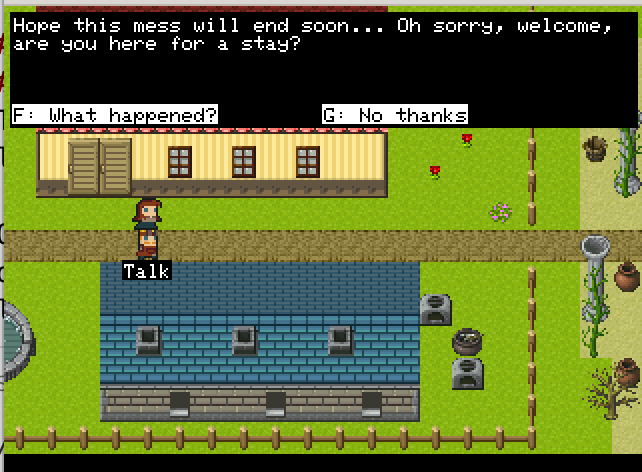 Hope this mess will end soon... Oh sorry, welcome,
are you here for a stay?
F: What happened?
G: No thanks
Talk